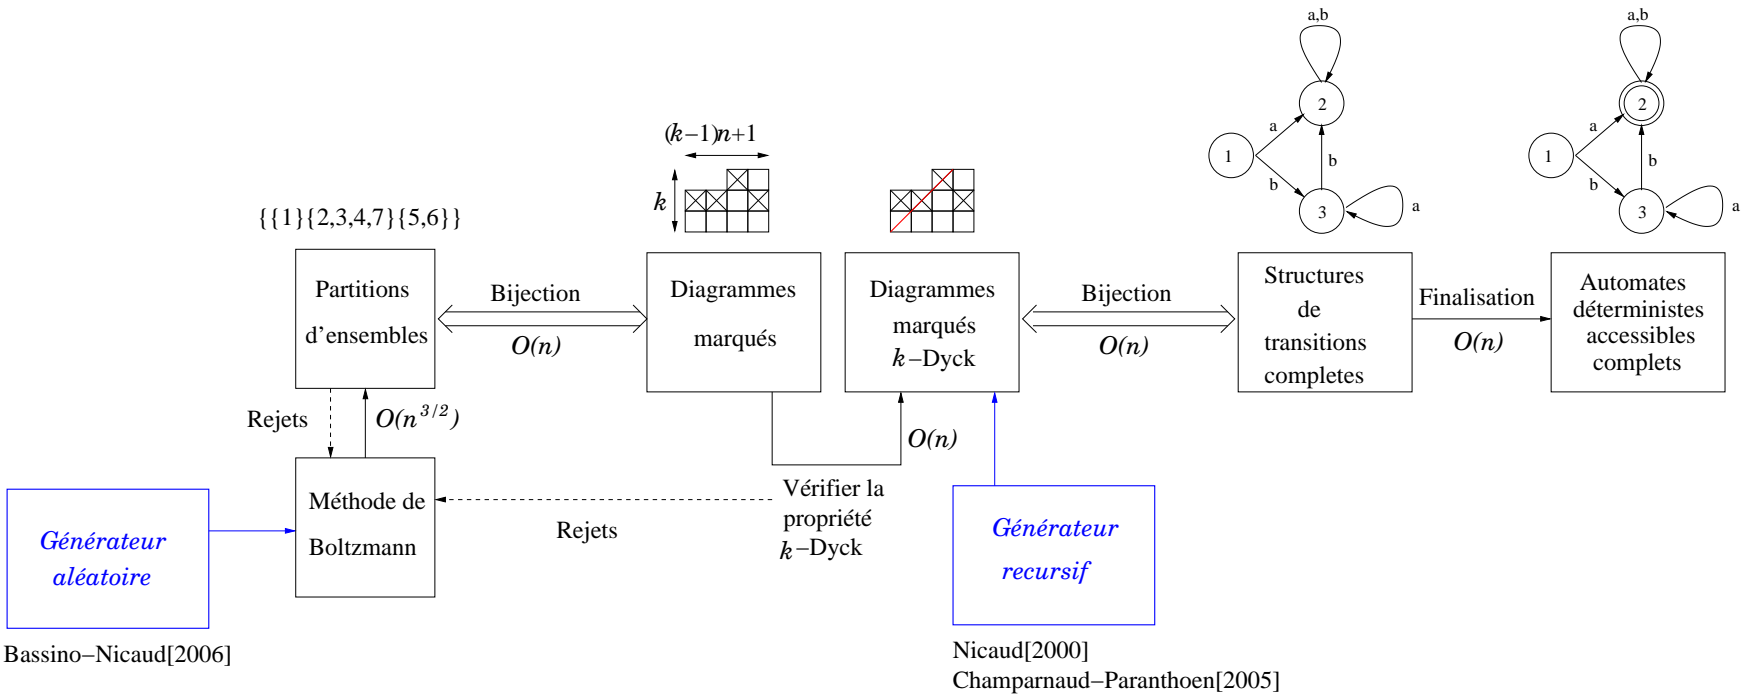 a,b
2
a
1
b
b
3
a
a,b
2
a
1
b
b
3
a
(k−1)n+1
k
{{1}{2,3,4,7}{5,6}}
Partitions
d'ensembles
Bijection
O(n)
Diagrammes
marqués
Diagrammes
marqués
k−Dyck
Bijection
O(n)
Structures
de
transitions
completes
Finalisation
O(n)
Automates
déterministes
accessibles
complets
Rejets
O(n^{3/2})
O(n)
Méthode de
Boltzmann
Rejets
Vérifier la
propriété
k−Dyck
Générateur
aléatoire
Générateur
recursif
Bassino−Nicaud[2006]
Nicaud[2000]
Champarnaud−Paranthoen[2005]